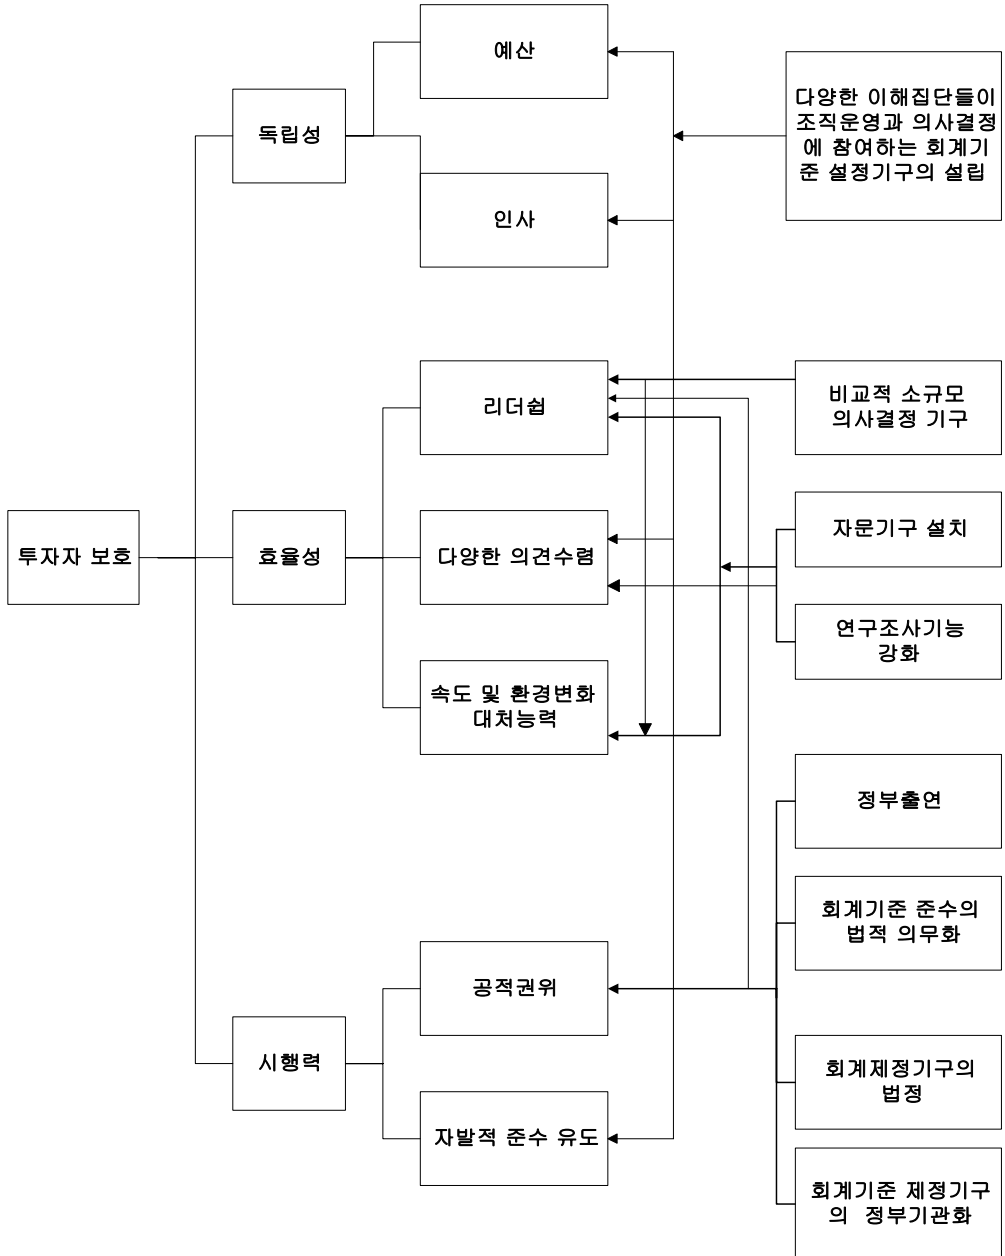 예산
독립성
인사
다양한 이해집단들이
조직운영과 의사결정
에 참여하는 회계기
준 설정기구의 설립
리더쉽
비교적 소규모
의사결정 기구
투자자 보호
효율성
다양한 의견수렴
자문기구 설치
연구조사기능
강화
속도 및 환경변화
대처능력
정부출연
회계기준 준수의
법적 의무화
공적권위
시행력
회계제정기구의
법정
자발적 준수 유도
회계기준 제정기구
의 정부기관화